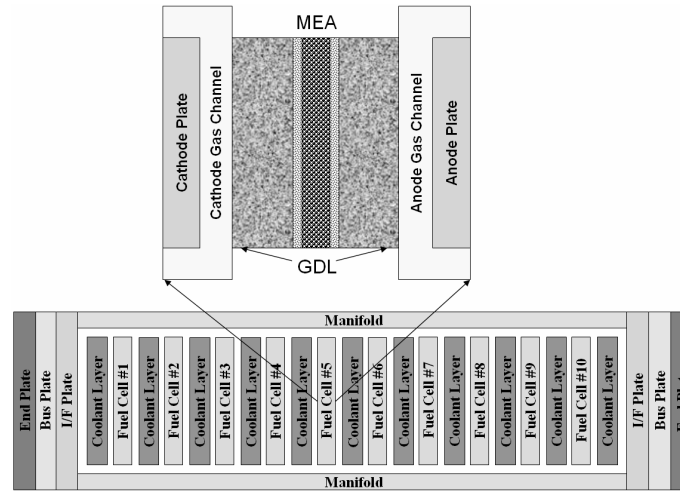 MEA
Cathode Plate
Cathode Gas Channel
Anode Gas Channel
Anode Plate
GDL
Manifold
End Plate
Bus Plate
I/F Plate
Coolant Layer
Fuel Cell #1
Coolant Layer
Fuel Cell #2
Coolant Layer
Fuel Cell #3
Coolant Layer
Fuel Cell #4
Coolant Layer
Fuel Cell #5
Coolant Layer
Fuel Cell #6
Coolant Layer
Fuel Cell #7
Coolant Layer
Fuel Cell #8
Coolant Layer
Fuel Cell #9
Coolant Layer
Fuel Cell #10
Coolant Layer
I/F Plate
Bus Plate
Manifold